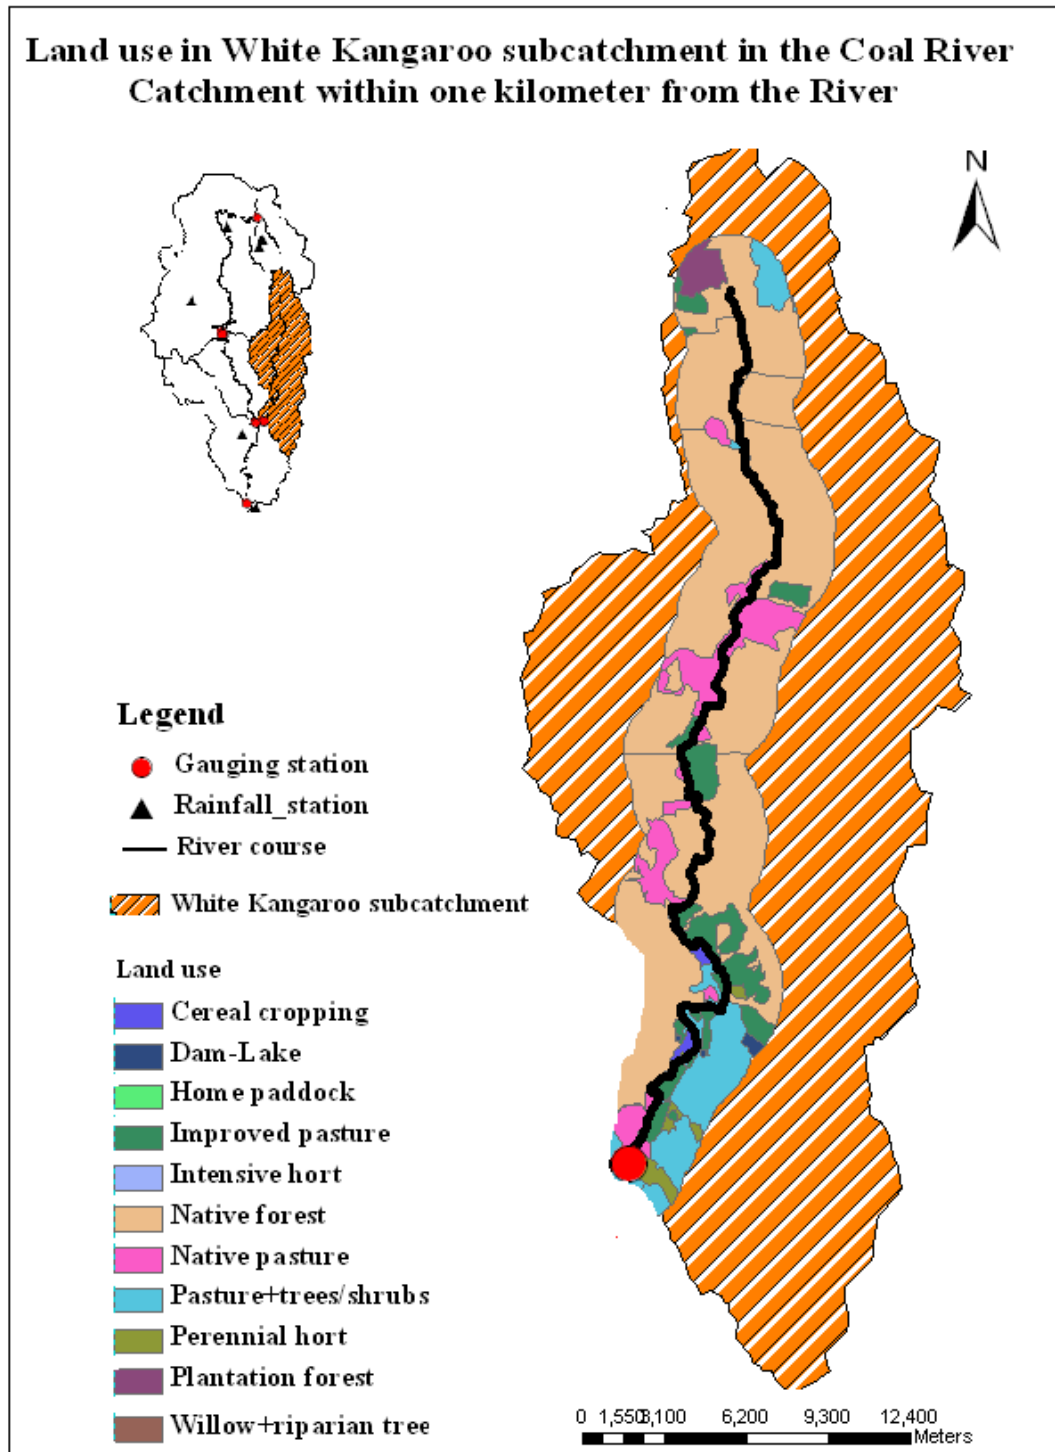 Land use in White Kangaroo subcatchment in the Coal River
Catchment within one kilometer from the River
N
Legend
Gauging station
Rainfall_station
River course
White Kangaroo subcatchment
Land use
Cereal cropping
Dam-Lake
Home paddock
Improved pasture
Intensive hort
Native forest
Native pasture
Pasture+trees/shrubs
Perennial hort
Plantation forest
Willow+riparian tree
0 1,550 3,100 6,200 9,300 12,400
Meters